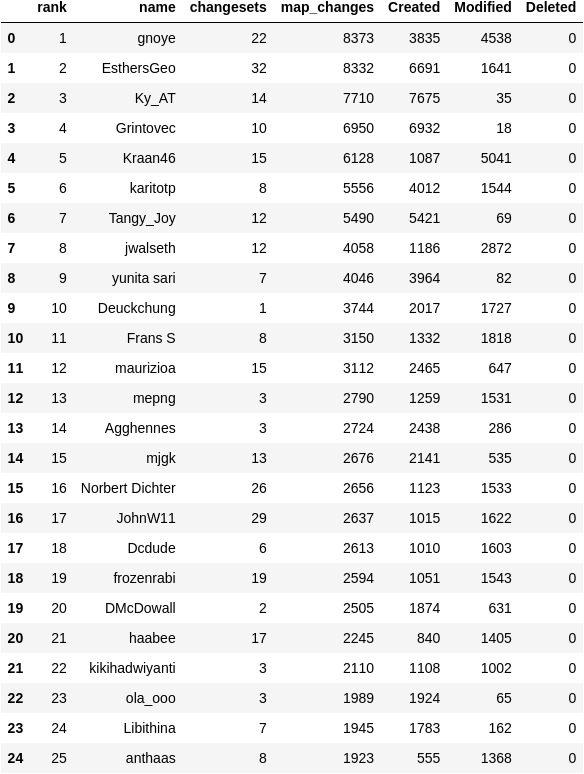 rank name changesets map_changes Created Modified Deleted
0 1 gnoye 22 8373 3835 4538 0
1 2 EsthersGeo 32 8332 6691 1641 0
2 3 Ky_AT 14 7710 7675 35 0
3 4 Grintovec 10 6950 6932 18 0
4 5 Kraan46 15 6128 1087 5041 0
5 6 karitotp 8 5556 4012 1544 0
6 7 Tangy_Joy 12 5490 5421 69 0
7 8 jwalseth 12 4058 1186 2872 0
8 9 yunita sari 7 4046 3964 82 0
9 10 Deuckchung 1 3744 2017 1727 0
10 11 Frans S 8 3150 1332 1818 0
11 12 maurizioa 15 3112 2465 647 0
12 13 mepng 3 2790 1259 1531 0
13 14 Agghennes 3 2724 2438 286 0
14 15 mjgk 13 2676 2141 535 0
15 16 Norbert Dichter 26 2656 1123 1533 0
16 17 JohnW11 29 2637 1015 1622 0
17 18 Dcdude 6 2613 1010 1603 0
18 19 frozenrabi 19 2594 1051 1543 0
19 20 DMcDowall 2 2505 1874 631 0
20 21 haabee 17 2245 840 1405 0
21 22 kikihadwiyanti 3 2110 1108 1002 0
22 23 ola_ooo 3 1989 1924 65 0
23 24 Libithina 7 1945 1783 162 0
24 25 anthaas 8 1923 555 1368 0